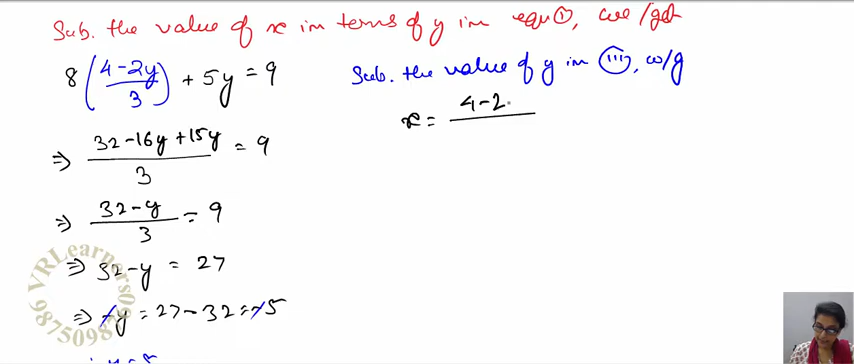 Sub. the value of x in terms of y in equⁿ ①, we/get
8(4-2y/3) + 5y = 9
⇒ 32-16y+15y/3 = 9
⇒ 32-y/3 = 9
⇒ 32-y = 27
⇒ -y = 27-32 = -5
Sub. the value of y in (iii), w/g
x = 4-2
VRLearners